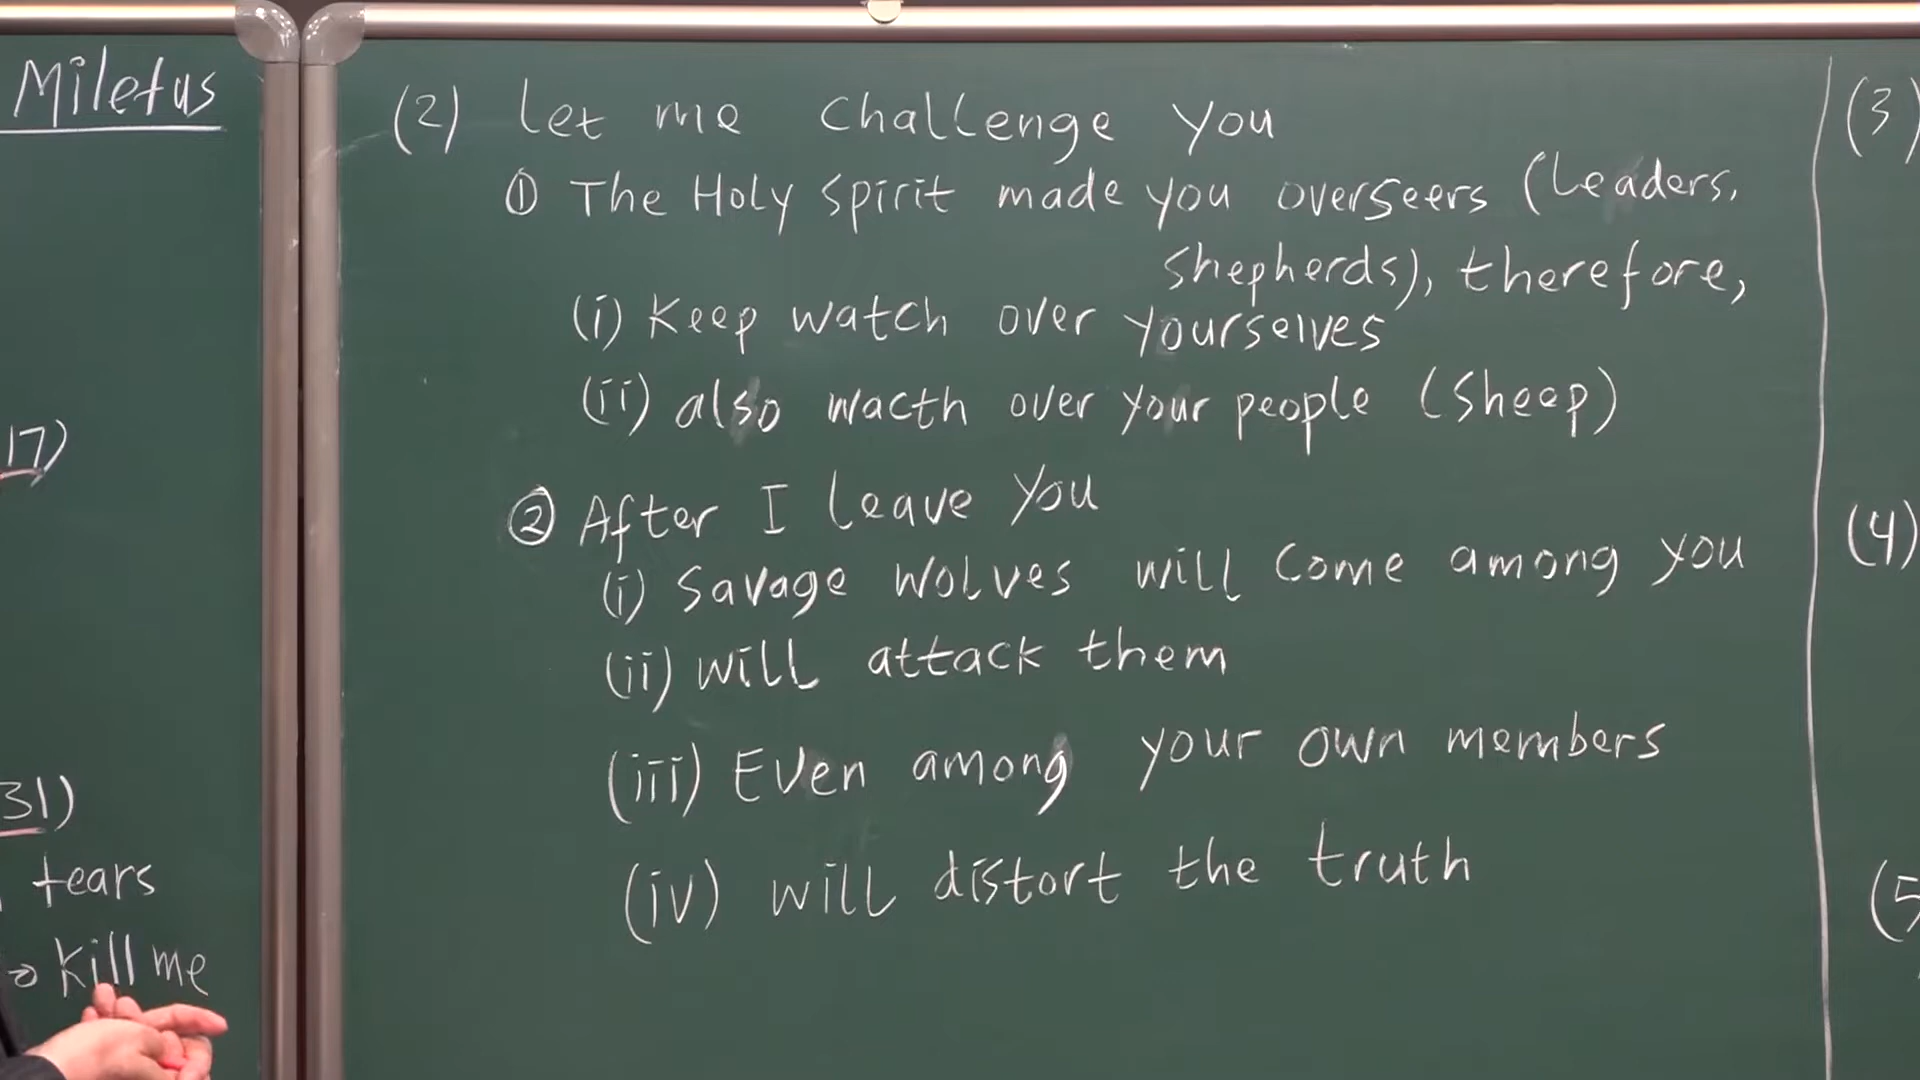 Miletus
17)
31)
tears
kill me
(2) Let me challenge you
① The Holy Spirit made you overseers (leaders,
shepherds), therefore,
(i) Keep watch over yourselves
(ii) also wacth over your people (sheep)
② After I leave you
(i) Savage wolves will come among you
(ii) will attack them
(iii) Even among your own members
(iv) will distort the truth
(3)
(4)
(5